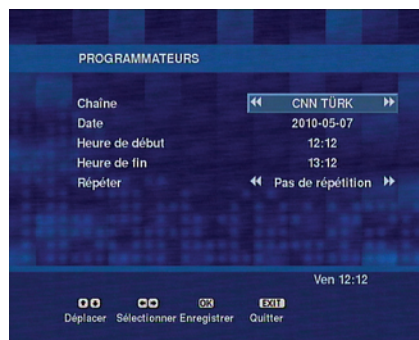 PROGRAMMATEURS
Chaîne CNN TÜRK
Date 2010-05-07
Heure de début 12:12
Heure de fin 13:12
Répéter Pas de répétition
Ven 12:12
OK EXIT
Déplacer Sélectionner Enregistrer Quitter